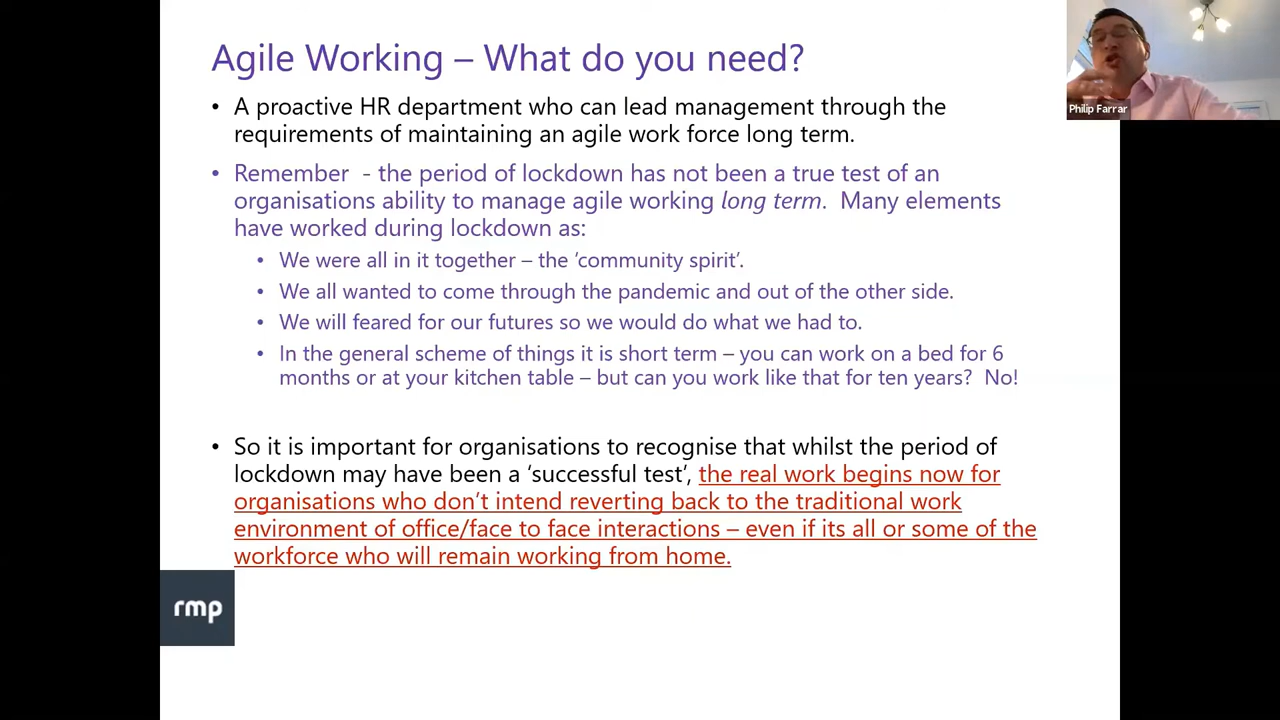 Agile Working – What do you need?
• A proactive HR department who can lead management through the
requirements of maintaining an agile work force long term.
• Remember - the period of lockdown has not been a true test of an
organisations ability to manage agile working long term. Many elements
have worked during lockdown as:
• We were all in it together – the ‘community spirit’.
• We all wanted to come through the pandemic and out of the other side.
• We will feared for our futures so we would do what we had to.
• In the general scheme of things it is short term – you can work on a bed for 6
months or at your kitchen table – but can you work like that for ten years? No!
• So it is important for organisations to recognise that whilst the period of
lockdown may have been a ‘successful test’, the real work begins now for
organisations who don’t intend reverting back to the traditional work
environment of office/face to face interactions – even if its all or some of the
workforce who will remain working from home.
rmp
Philip Farrar